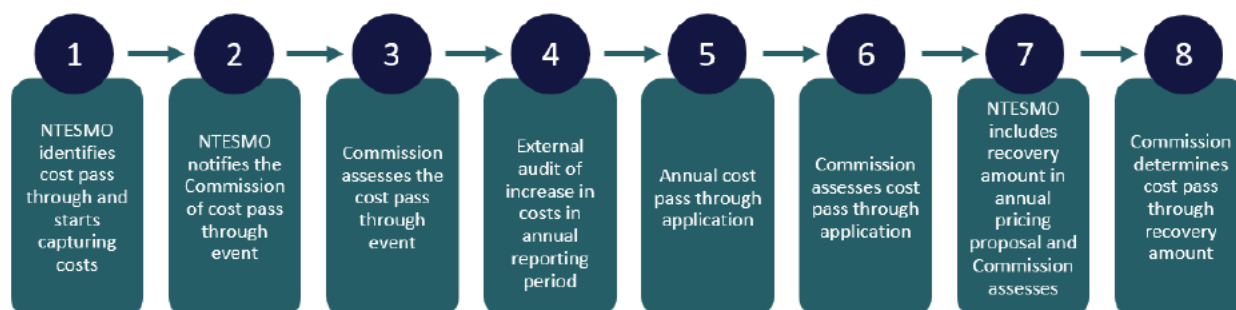 1
NTESMO
identifies
cost pass
through and
starts
capturing
costs
2
NTESMO
notifies the
Commission
of cost pass
through
event
3
Commission
assesses the
cost pass
through
event
4
External
audit of
increase in
costs in
annual
reporting
period
5
Annual cost
pass through
application
6
Commission
assesses cost
pass through
application
7
NTESMO
includes
recovery
amount in
annual
pricing
proposal and
Commission
assesses
8
Commission
determines
cost pass
through
recovery
amount